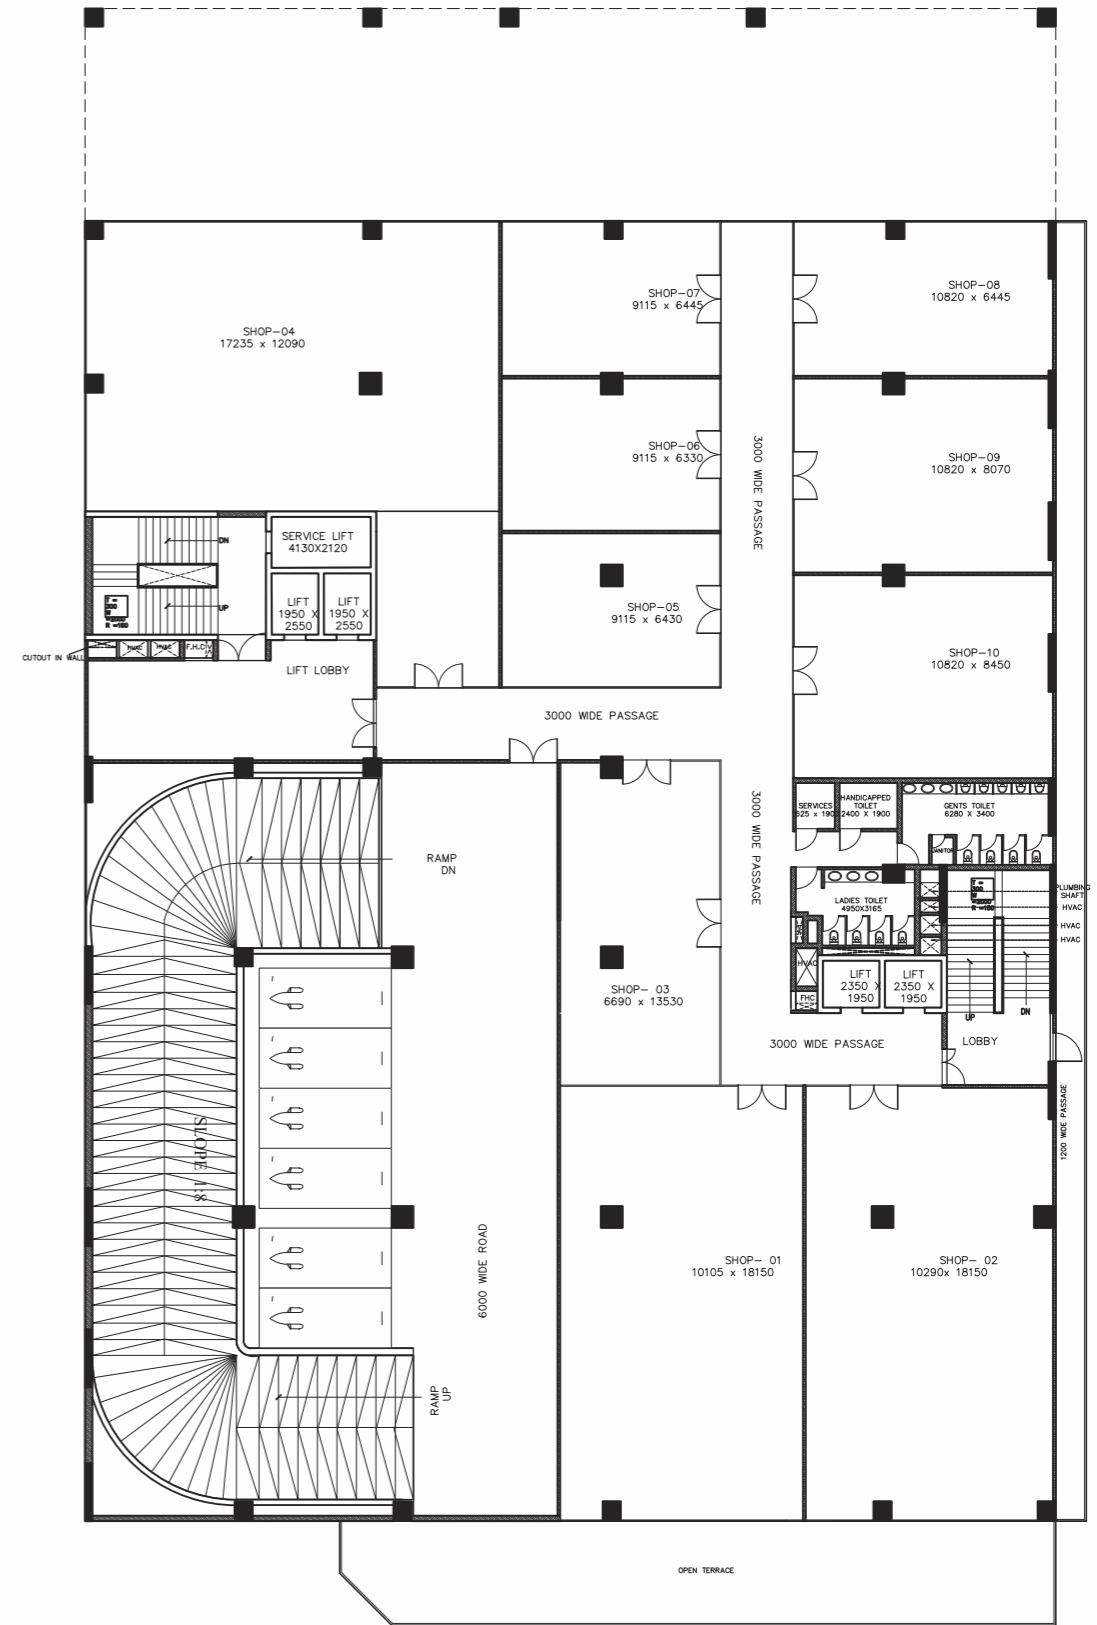 SHOP-07
9115 x 6445
SHOP-08
10820 x 6445
SHOP-04
17235 x 12090
SHOP-06
9115 x 6330
3000 WIDE PASSAGE
SHOP-09
10820 x 8070
SERVICE LIFT
4130X2120
DN
LIFT
1950 X
2550
LIFT
1950 X
2550
UP
SHOP-05
9115 x 6430
CUTOUT IN WALL
HVAC
HVAC
LIFT LOBBY
SHOP-10
10820 x 8450
3000 WIDE PASSAGE
3000 WIDE PASSAGE
SERVICES
HANDICAPPED
TOILET
2400 X 1900
GENTS TOILET
6280 X 3400
JANITOR
RAMP
DN
LADIES TOILET
4950X3165
PLUMBING
SHAFT
HVAC
HVAC
HVAC
HVAC
LIFT
2350 X
1950
LIFT
2350 X
1950
FHC
UP
DN
SHOP- 03
6690 x 13530
3000 WIDE PASSAGE
LOBBY
1200 WIDE PASSAGE
SLOPE 1:8
6000 WIDE ROAD
SHOP- 01
10105 x 18150
SHOP- 02
10290x 18150
RAMP
UP
OPEN TERRACE